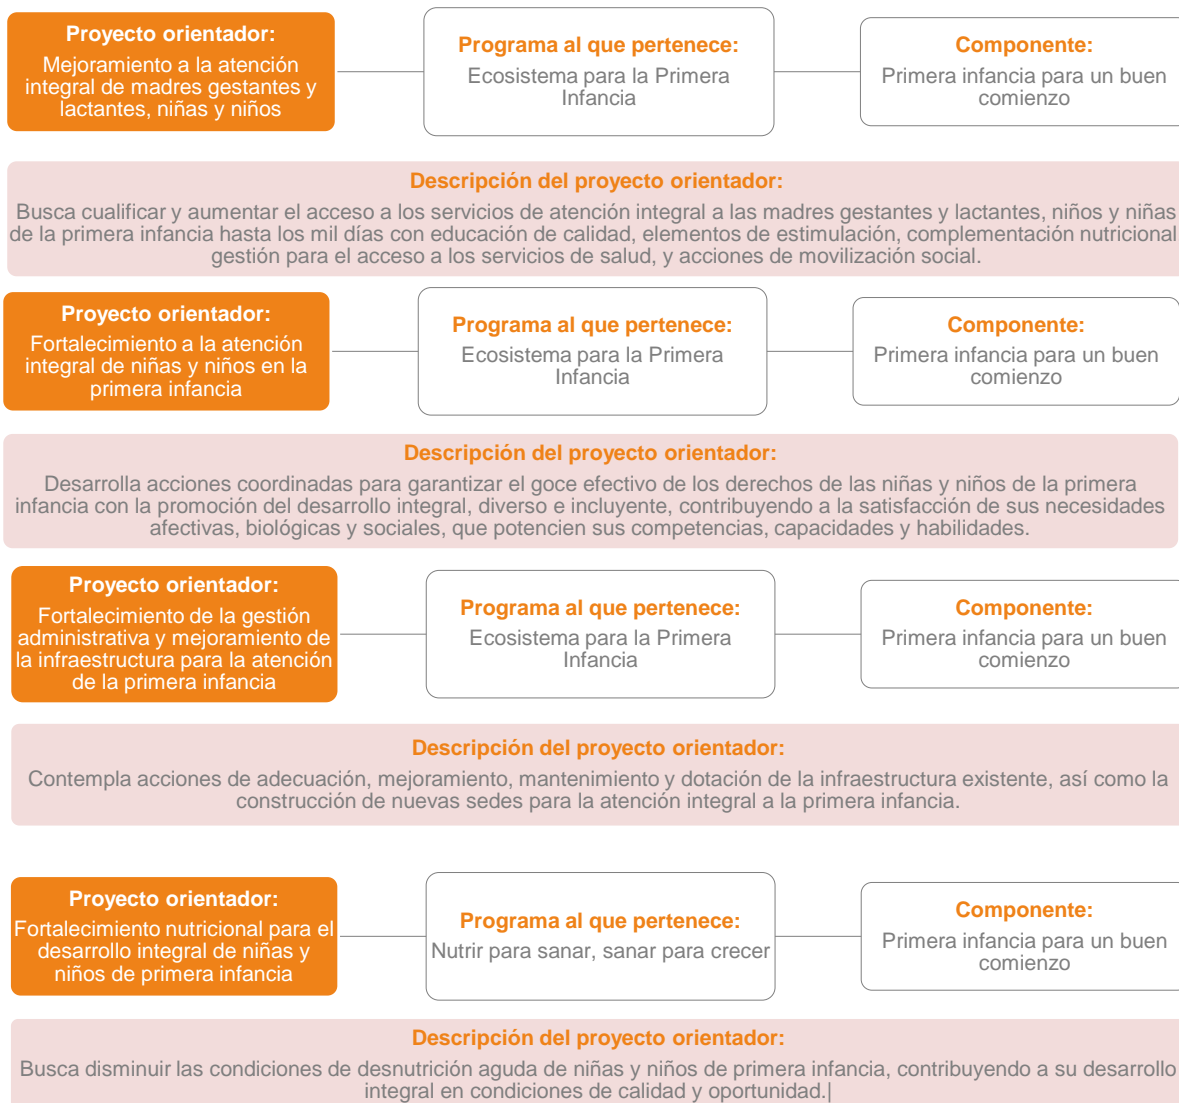 Proyecto orientador:
Mejoramiento a la atención
integral de madres gestantes y
lactantes, niñas y niños
Programa al que pertenece:
Ecosistema para la Primera
Infancia
Componente:
Primera infancia para un buen
comienzo
Descripción del proyecto orientador:
Busca cualificar y aumentar el acceso a los servicios de atención integral a las madres gestantes y lactantes, niños y niñas
de la primera infancia hasta los mil días con educación de calidad, elementos de estimulación, complementación nutricional
gestión para el acceso a los servicios de salud, y acciones de movilización social.
Proyecto orientador:
Fortalecimiento a la atención
integral de niñas y niños en la
primera infancia
Programa al que pertenece:
Ecosistema para la Primera
Infancia
Componente:
Primera infancia para un buen
comienzo
Descripción del proyecto orientador:
Desarrolla acciones coordinadas para garantizar el goce efectivo de los derechos de las niñas y niños de la primera
infancia con la promoción del desarrollo integral, diverso e incluyente, contribuyendo a la satisfacción de sus necesidades
afectivas, biológicas y sociales, que potencien sus competencias, capacidades y habilidades.
Proyecto orientador:
Fortalecimiento de la gestión
administrativa y mejoramiento de
la infraestructura para la atención
de la primera infancia
Programa al que pertenece:
Ecosistema para la Primera
Infancia
Componente:
Primera infancia para un buen
comienzo
Descripción del proyecto orientador:
Contempla acciones de adecuación, mejoramiento, mantenimiento y dotación de la infraestructura existente, así como la
construcción de nuevas sedes para la atención integral a la primera infancia.
Proyecto orientador:
Fortalecimiento nutricional para el
desarrollo integral de niñas y
niños de primera infancia
Programa al que pertenece:
Nutrir para sanar, sanar para crecer
Componente:
Primera infancia para un buen
comienzo
Descripción del proyecto orientador:
Busca disminuir las condiciones de desnutrición aguda de niñas y niños de primera infancia, contribuyendo a su desarrollo
integral en condiciones de calidad y oportunidad.|